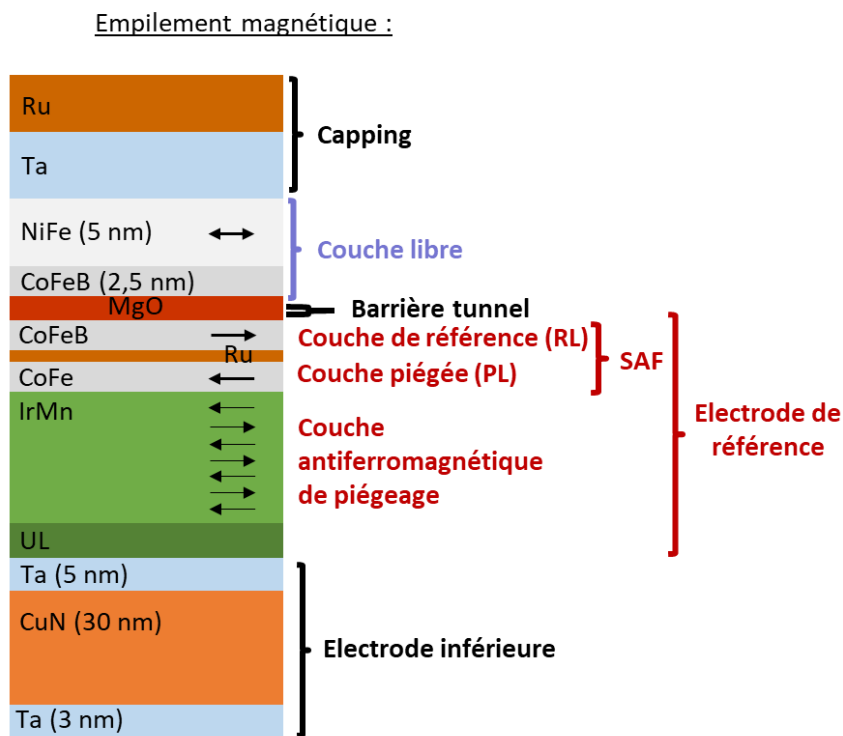 Empilement magnétique :
Ru
Capping
Ta
NiFe (5 nm)
Couche libre
CoFeB (2,5 nm)
MgO
Barrière tunnel
CoFeB
Couche de référence (RL)
Ru
SAF
CoFe
Couche piégée (PL)
IrMn
Couche
antiferromagnétique
de piégeage
Electrode de
référence
UL
Ta (5 nm)
CuN (30 nm)
Electrode inférieure
Ta (3 nm)